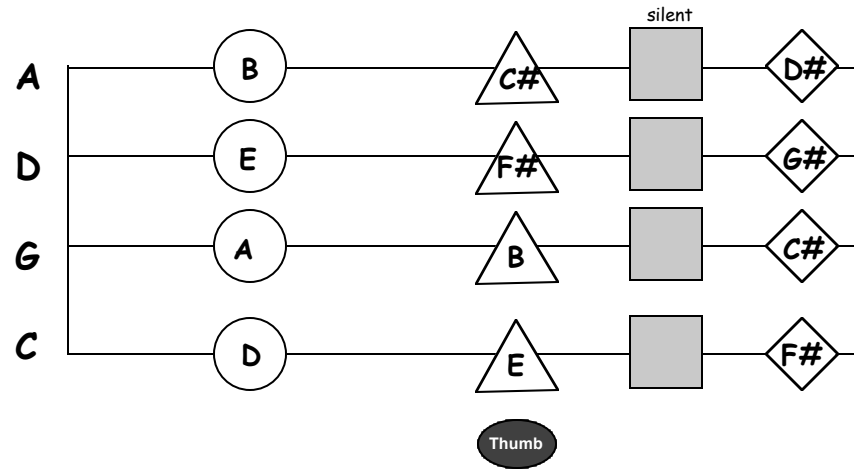 silent
A B C# D#
D E F# G#
G A B C#
C D E F#
Thumb